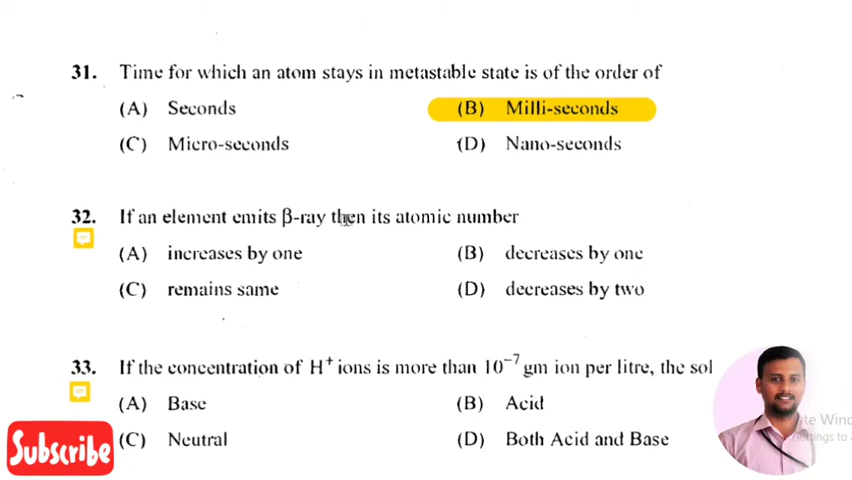 31. Time for which an atom stays in metastable state is of the order of
(A) Seconds (B) Milli-seconds
(C) Micro-seconds (D) Nano-seconds
32. If an element emits β-ray then its atomic number
(A) increases by one (B) decreases by one
(C) remains same (D) decreases by two
33. If the concentration of H⁺ ions is more than 10⁻⁷ gm ion per litre, the sol
(A) Base (B) Acid
(C) Neutral (D) Both Acid and Base
Subscribe